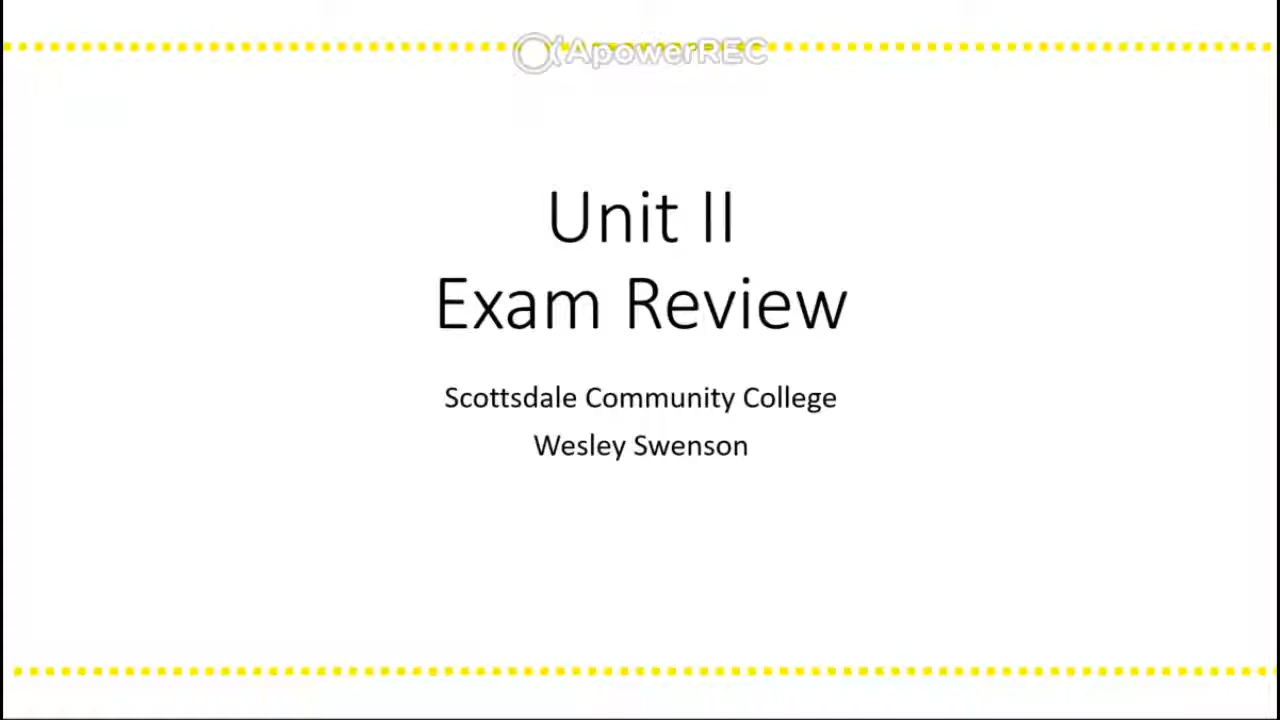 ApowerREC
Unit II
Exam Review
Scottsdale Community College
Wesley Swenson